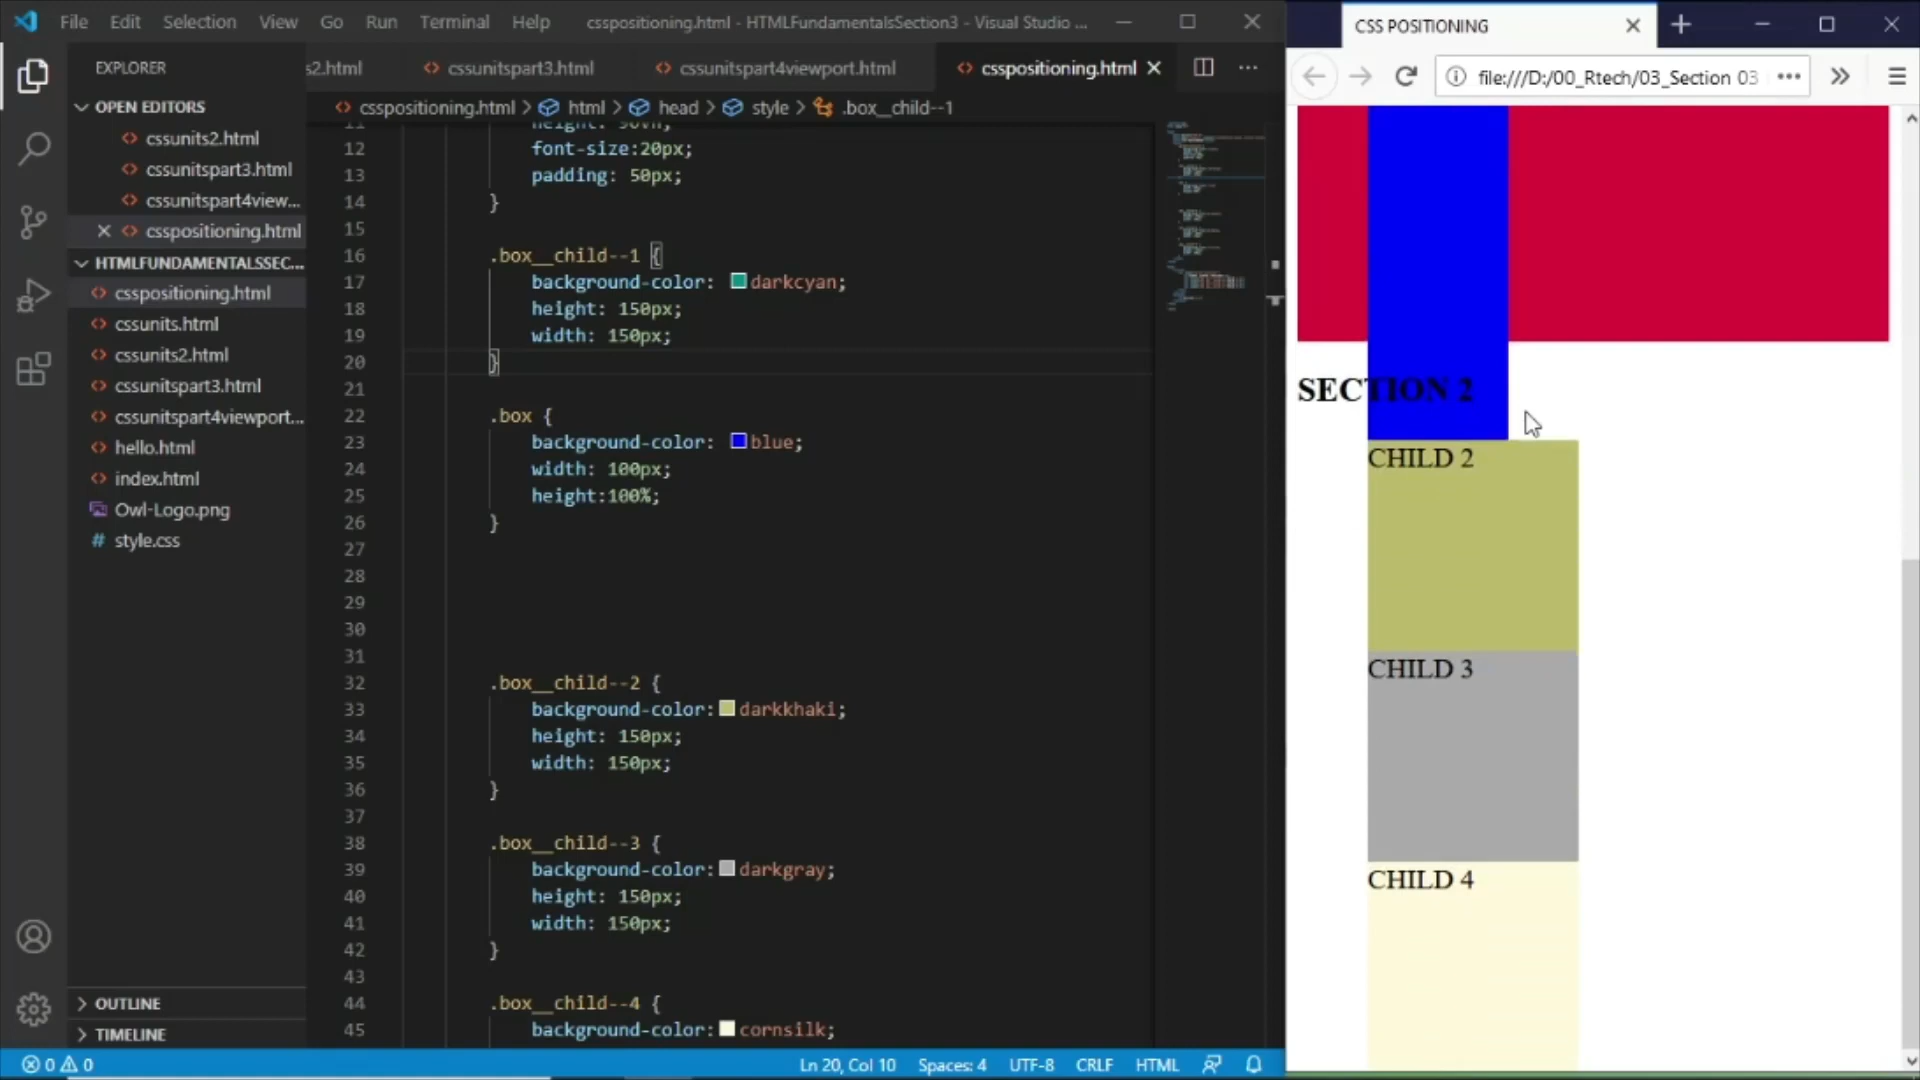 File Edit Selection View Go Run Terminal Help csspositioning.html - HTMLFundamentalsSection3 - Visual Studio ...
CSS POSITIONING
EXPLORER
s2.html cssunitspart3.html cssunitspart4viewport.html csspositioning.html
file:///D:/00_Rtech/03_Section 03
OPEN EDITORS
cssunits2.html
cssunitspart3.html
cssunitspart4view...
csspositioning.html
HTMLFUNDAMENTALSSEC...
csspositioning.html
cssunits.html
cssunits2.html
cssunitspart3.html
cssunitspart4viewport...
hello.html
index.html
Owl-Logo.png
# style.css
OUTLINE
TIMELINE
csspositioning.html > html > head > style > .box__child--1
12 font-size:20px;
13 padding: 50px;
14 }
15
16 .box__child--1 {
17 background-color: darkcyan;
18 height: 150px;
19 width: 150px;
20 }
21
22 .box {
23 background-color: blue;
24 width: 100px;
25 height:100%;
26 }
27
28
29
30
31
32 .box__child--2 {
33 background-color: darkkhaki;
34 height: 150px;
35 width: 150px;
36 }
37
38 .box__child--3 {
39 background-color: darkgray;
40 height: 150px;
41 width: 150px;
42 }
43
44 .box__child--4 {
45 background-color: cornsilk;
SECTION 2
CHILD 2
CHILD 3
CHILD 4
0 0 Ln 20, Col 10 Spaces: 4 UTF-8 CRLF HTML